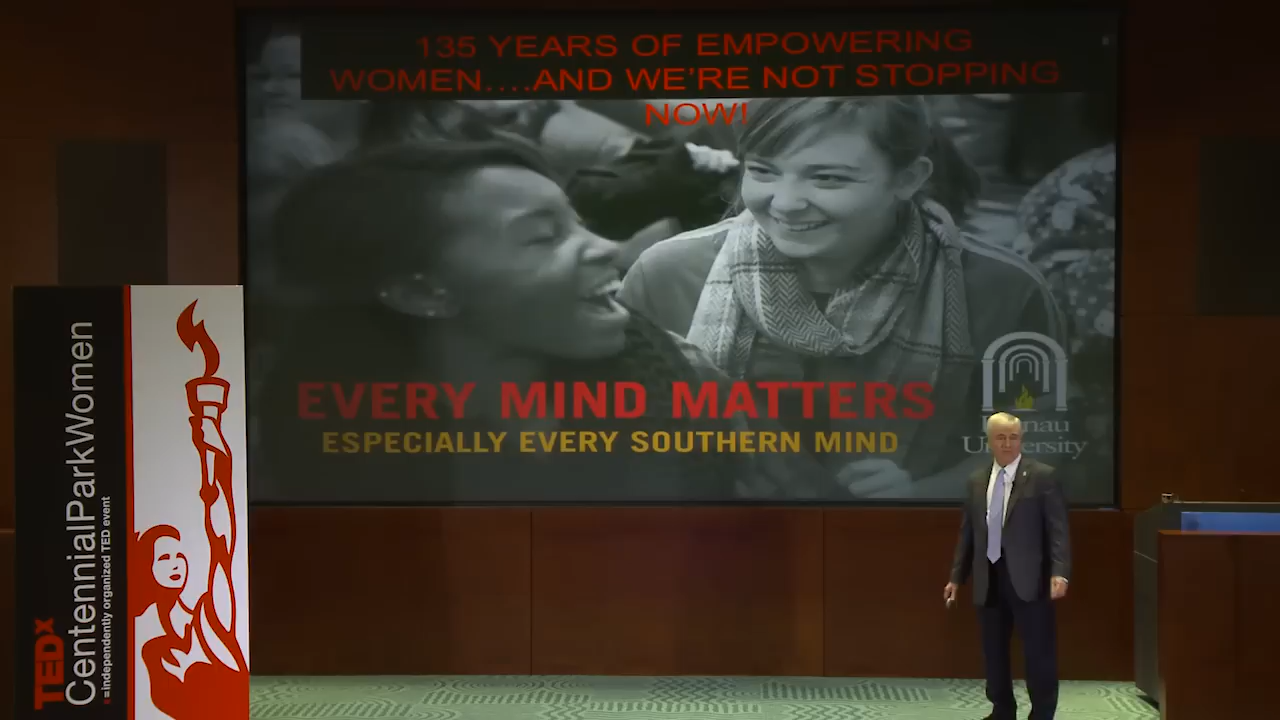 135 YEARS OF EMPOWERING
WOMEN....AND WE'RE NOT STOPPING
NOW!
EVERY MIND MATTERS
ESPECIALLY EVERY SOUTHERN MIND
University
TEDx
CentennialParkWomen
x=independently organized TED event